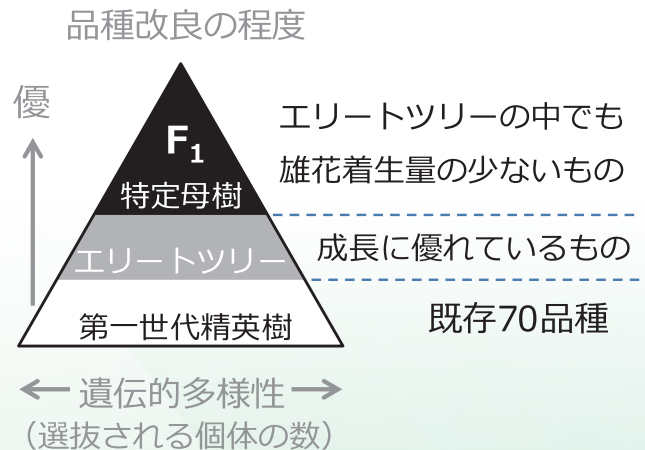 品種改良の程度
優
F₁
特定母樹
エリートツリーの中でも
雄花着生量の少ないもの
エリートツリー
成長に優れているもの
第一世代精英樹
既存70品種
遺伝的多様性
（選抜される個体の数）